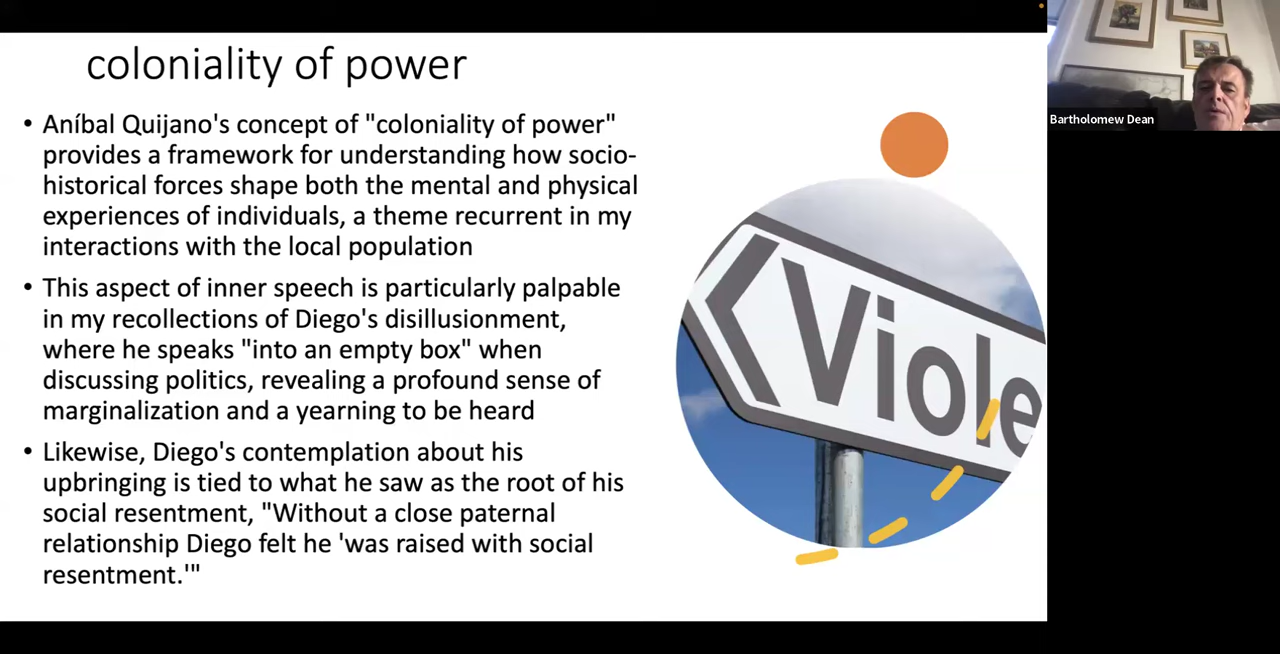 coloniality of power
• Aníbal Quijano's concept of "coloniality of power"
provides a framework for understanding how socio-
historical forces shape both the mental and physical
experiences of individuals, a theme recurrent in my
interactions with the local population
• This aspect of inner speech is particularly palpable
in my recollections of Diego's disillusionment,
where he speaks "into an empty box" when
discussing politics, revealing a profound sense of
marginalization and a yearning to be heard
• Likewise, Diego's contemplation about his
upbringing is tied to what he saw as the root of his
social resentment, "Without a close paternal
relationship Diego felt he 'was raised with social
resentment.'"
Viole
Bartholomew Dean